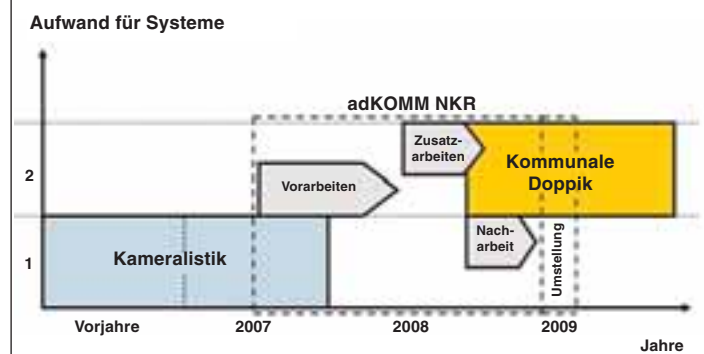 Aufwand für Systeme
adKOMM NKR
Zusatz-
arbeiten
Kommunale
Doppik
2
Vorarbeiten
Nach-
arbeit
Umstellung
1
Kameralistik
Vorjahre 2007 2008 2009
Jahre